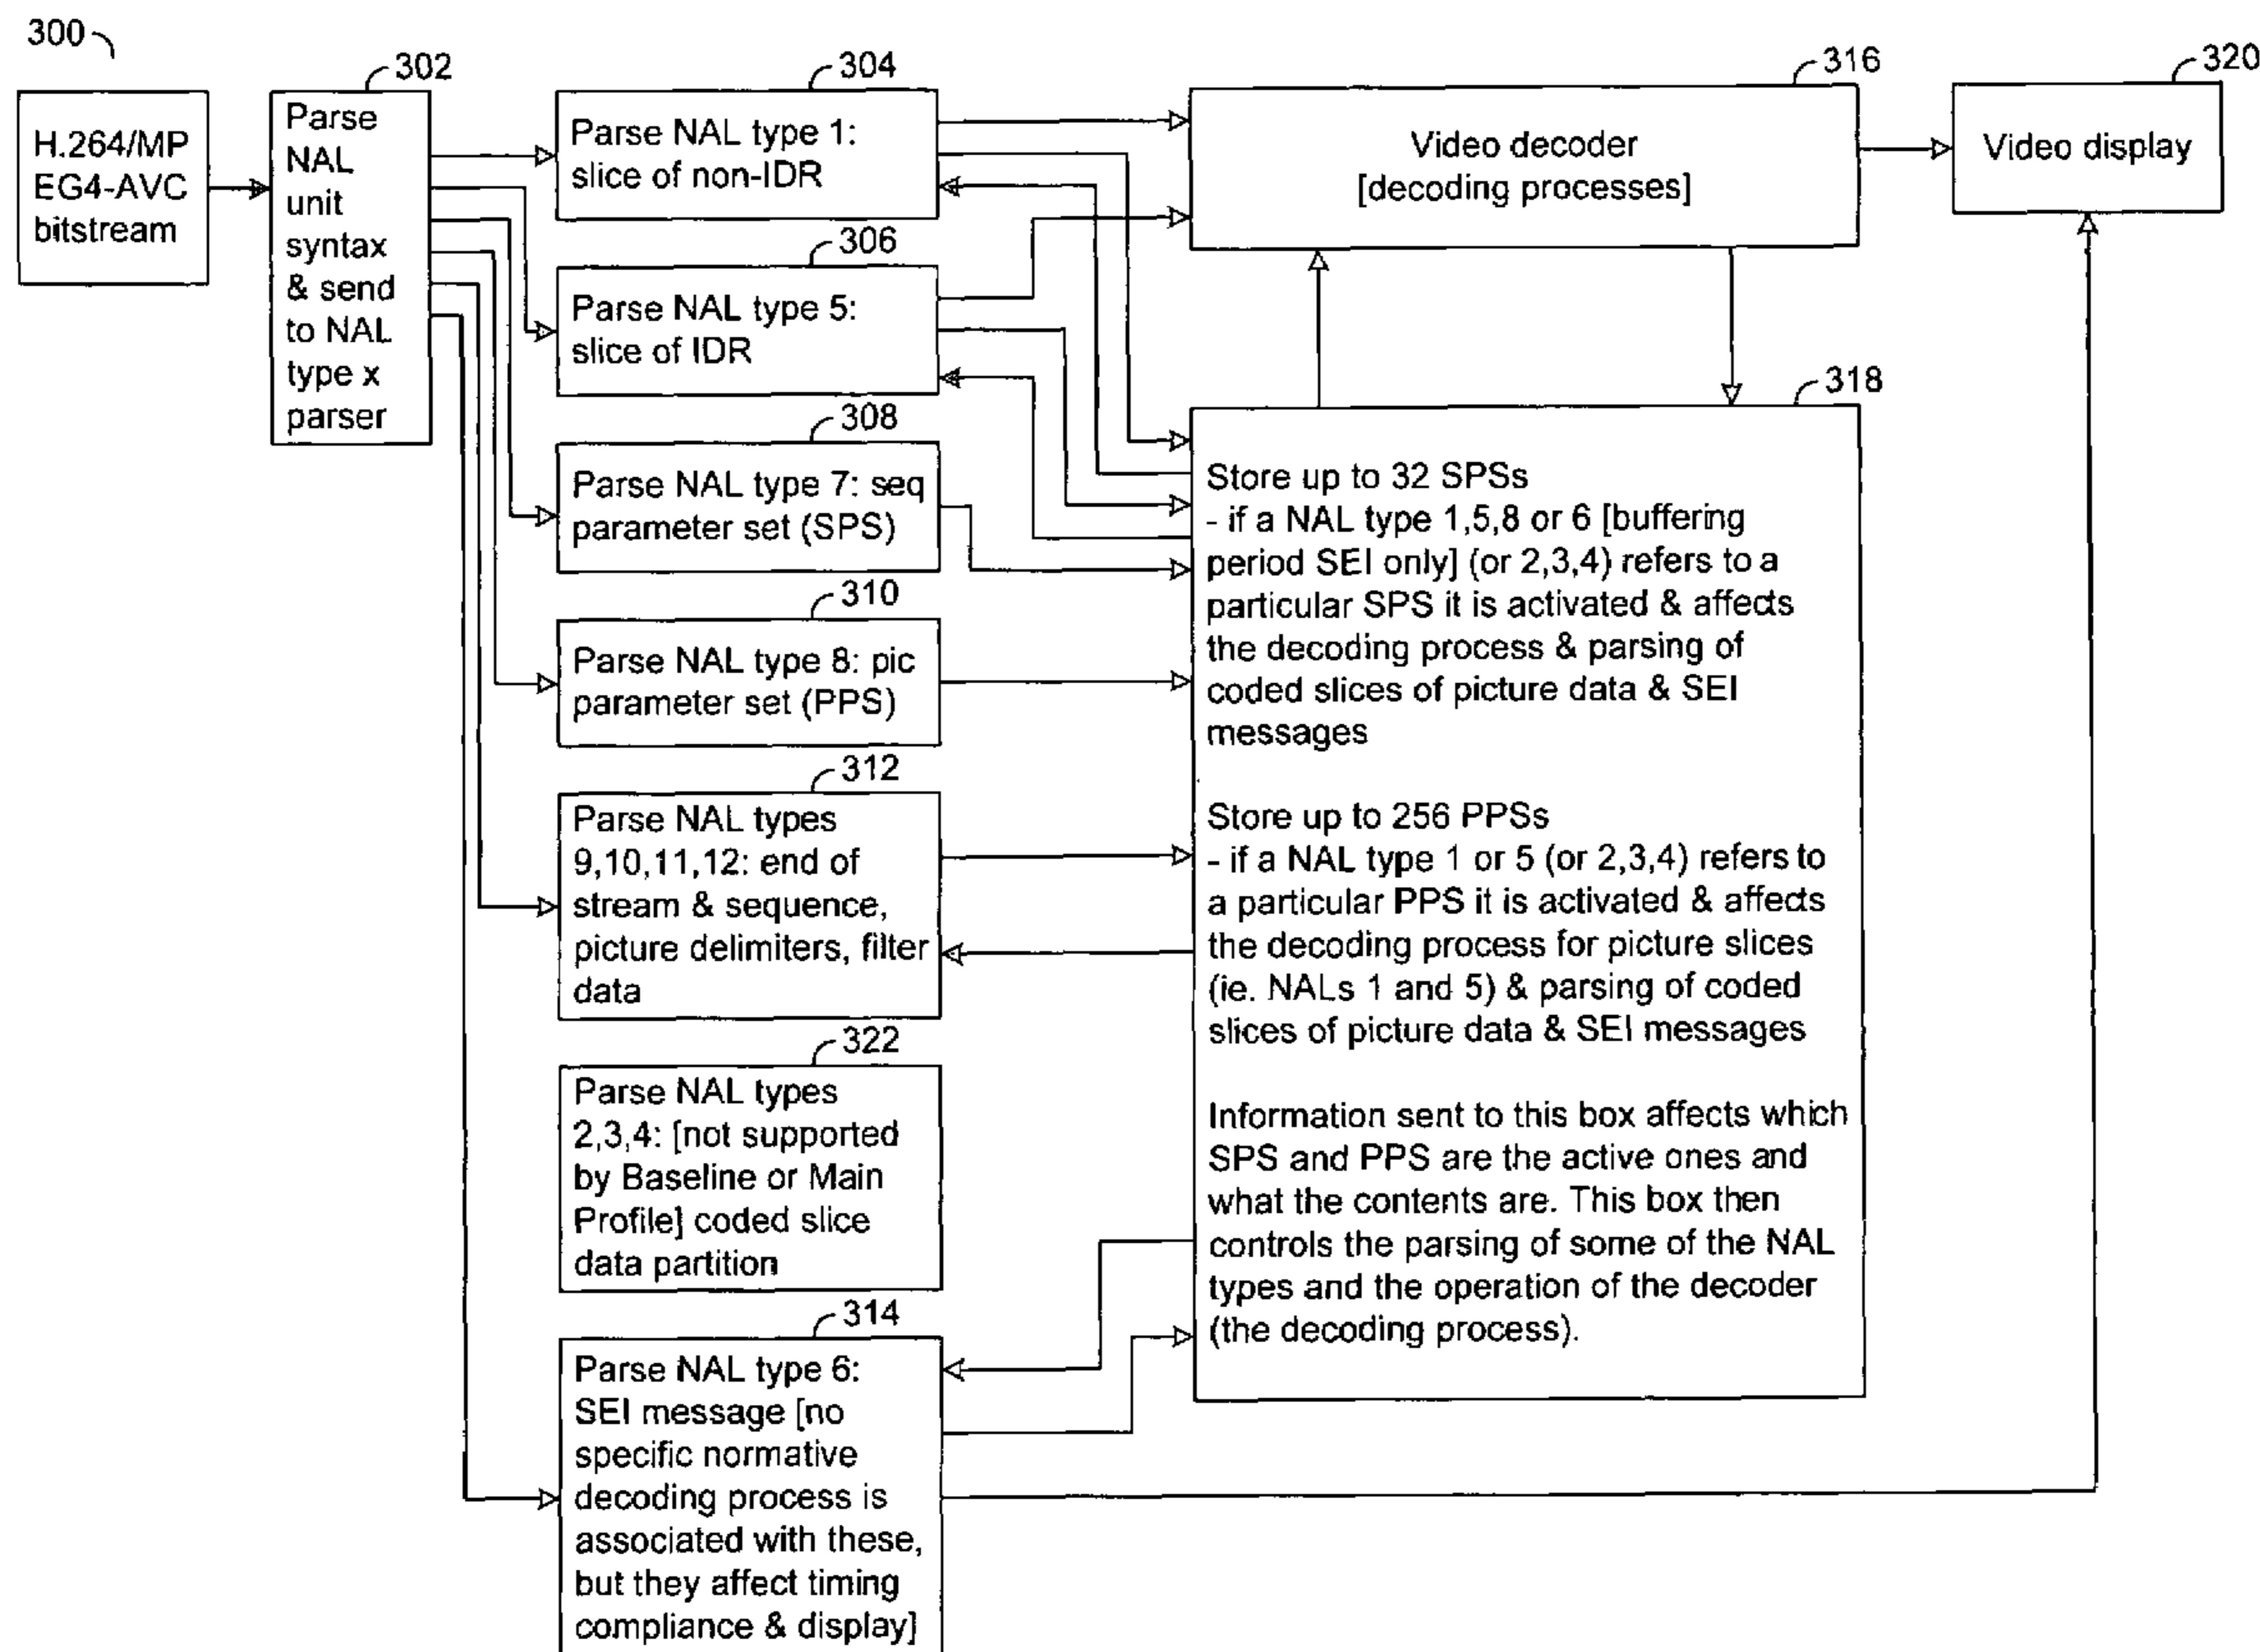 300
H.264/MP
EG4-AVC
bitstream
302
Parse
NAL
unit
syntax
& send
to NAL
type x
parser
304
Parse NAL type 1:
slice of non-IDR
306
Parse NAL type 5:
slice of IDR
308
Parse NAL type 7: seq
parameter set (SPS)
310
Parse NAL type 8: pic
parameter set (PPS)
312
Parse NAL types
9,10,11,12: end of
stream & sequence,
picture delimiters, filter
data
322
Parse NAL types
2,3,4: [not supported
by Baseline or Main
Profile] coded slice
data partition
314
Parse NAL type 6:
SEI message [no
specific normative
decoding process is
associated with these,
but they affect timing
compliance & display]
316
Video decoder
[decoding processes]
318
Store up to 32 SPSs
- if a NAL type 1,5,8 or 6 [buffering
period SEI only] (or 2,3,4) refers to a
particular SPS it is activated & affects
the decoding process & parsing of
coded slices of picture data & SEI
messages
Store up to 256 PPSs
- if a NAL type 1 or 5 (or 2,3,4) refers to
a particular PPS it is activated & affects
the decoding process for picture slices
(ie. NALs 1 and 5) & parsing of coded
slices of picture data & SEI messages
Information sent to this box affects which
SPS and PPS are the active ones and
what the contents are. This box then
controls the parsing of some of the NAL
types and the operation of the decoder
(the decoding process).
320
Video display